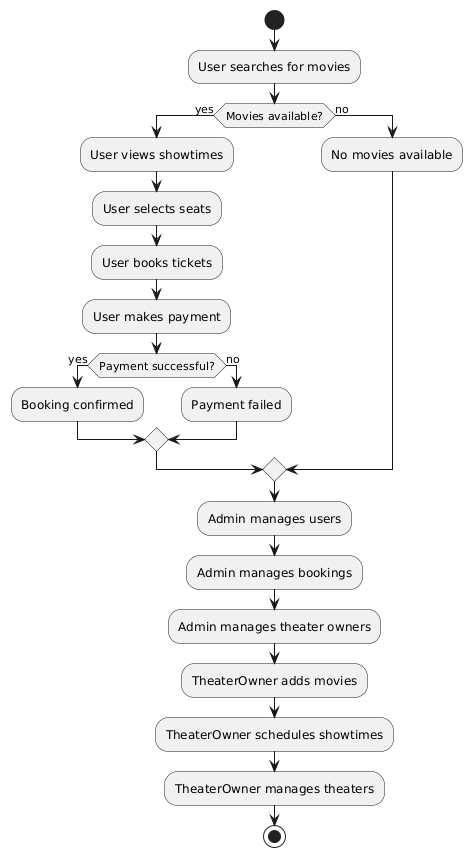 User searches for movies
Movies available?
yes
no
User views showtimes
No movies available
User selects seats
User books tickets
User makes payment
Payment successful?
yes
no
Booking confirmed
Payment failed
Admin manages users
Admin manages bookings
Admin manages theater owners
TheaterOwner adds movies
TheaterOwner schedules showtimes
TheaterOwner manages theaters